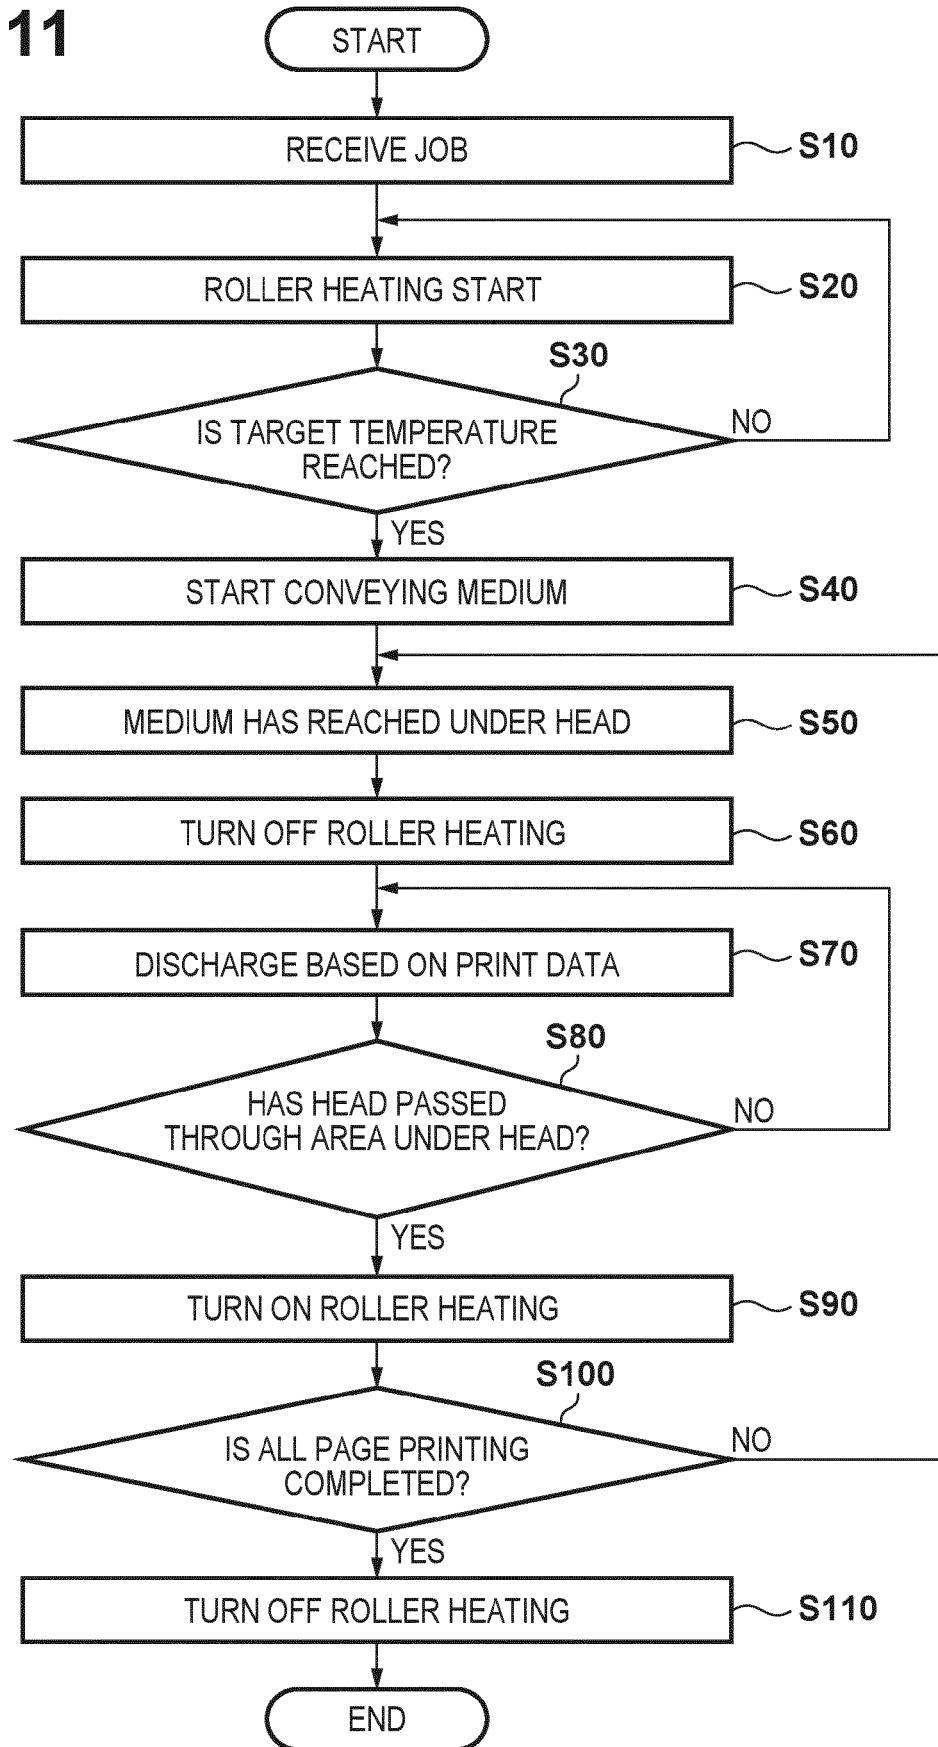 11
START
RECEIVE JOB
S10
ROLLER HEATING START
S20
S30
IS TARGET TEMPERATURE
REACHED?
NO
YES
START CONVEYING MEDIUM
S40
MEDIUM HAS REACHED UNDER HEAD
S50
TURN OFF ROLLER HEATING
S60
DISCHARGE BASED ON PRINT DATA
S70
S80
HAS HEAD PASSED
THROUGH AREA UNDER HEAD?
NO
YES
TURN ON ROLLER HEATING
S90
S100
IS ALL PAGE PRINTING
COMPLETED?
NO
YES
TURN OFF ROLLER HEATING
S110
END